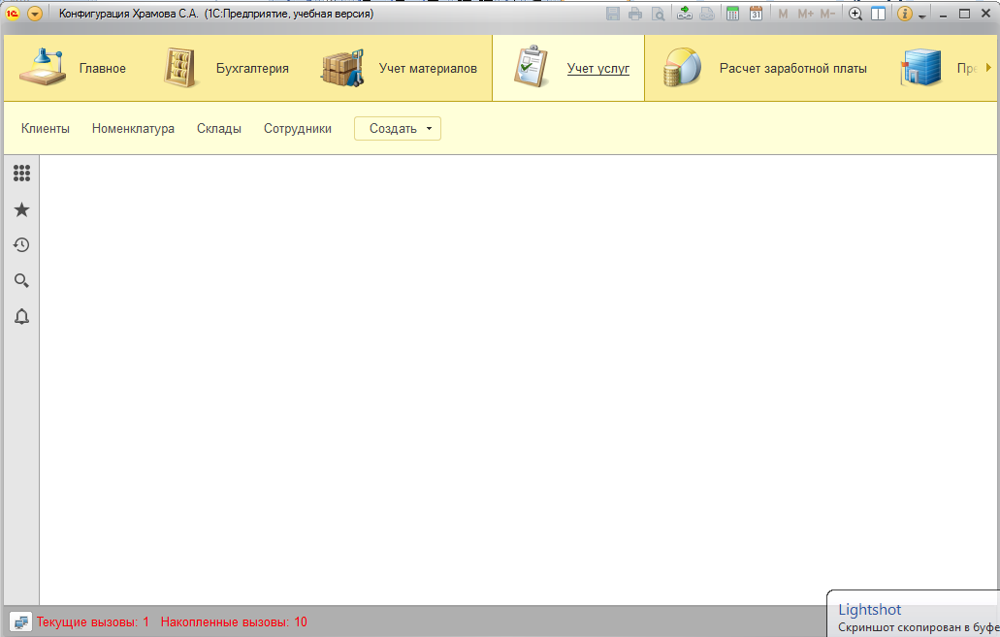 Конфигурация Храмова С.А. (1С:Предприятие, учебная версия)
31 M M+ M-
Главное Бухгалтерия Учет материалов Учет услуг Расчет заработной платы
Клиенты Номенклатура Склады Сотрудники Создать
Текущие вызовы: 1 Накопленные вызовы: 10
Lightshot
Скриншот скопирован в буфе